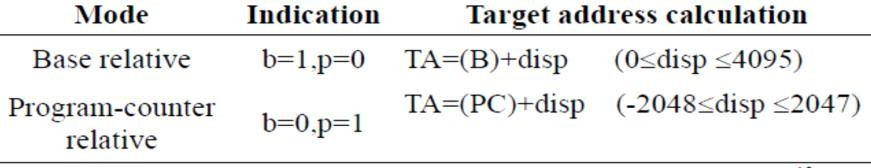 Mode Indication Target address calculation
Base relative b=1,p=0 TA=(B)+disp (0≤disp ≤4095)
Program-counter relative b=0,p=1 TA=(PC)+disp (-2048≤disp ≤2047)